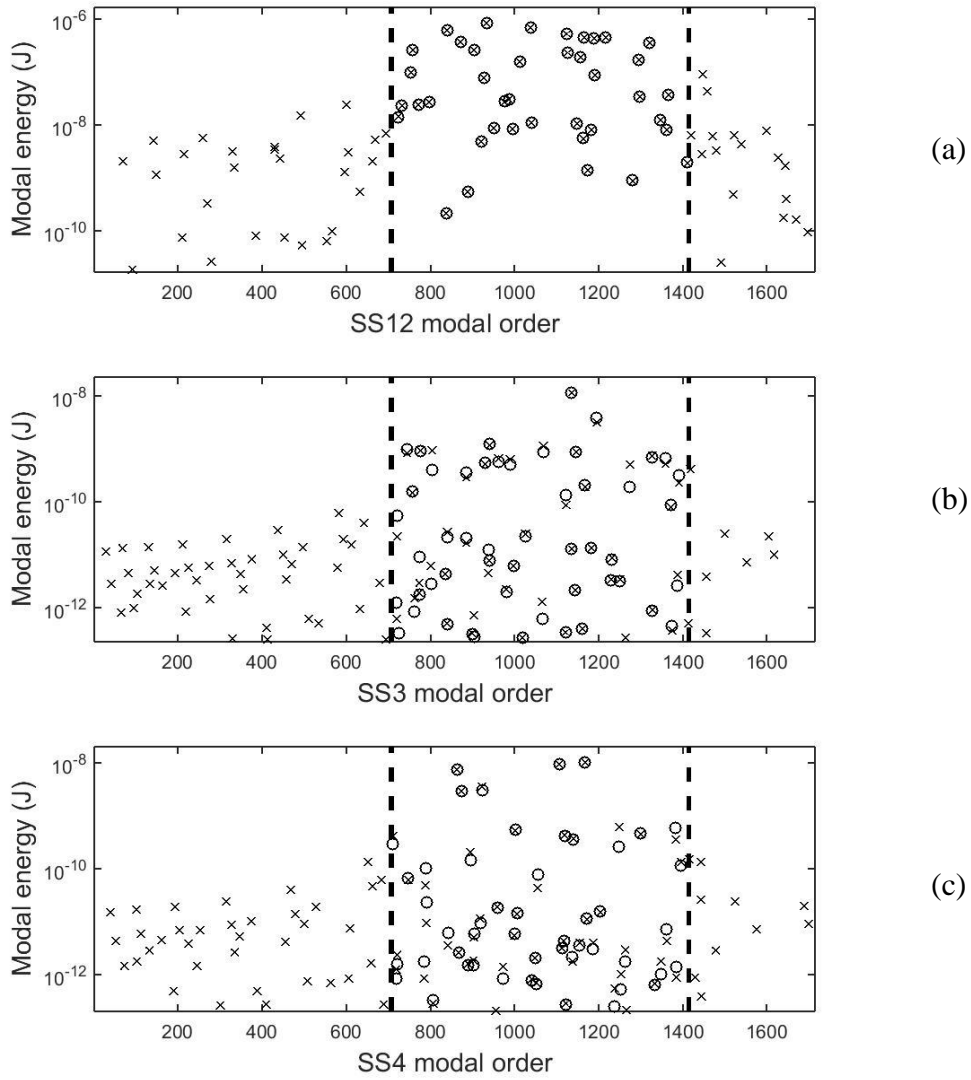 10⁻⁶
10⁻⁸
10⁻¹⁰
Modal energy (J)
200 400 600 800 1000 1200 1400 1600
SS12 modal order
(a)
10⁻⁸
10⁻¹⁰
10⁻¹²
Modal energy (J)
200 400 600 800 1000 1200 1400 1600
SS3 modal order
(b)
10⁻⁸
10⁻¹⁰
10⁻¹²
Modal energy (J)
200 400 600 800 1000 1200 1400 1600
SS4 modal order
(c)